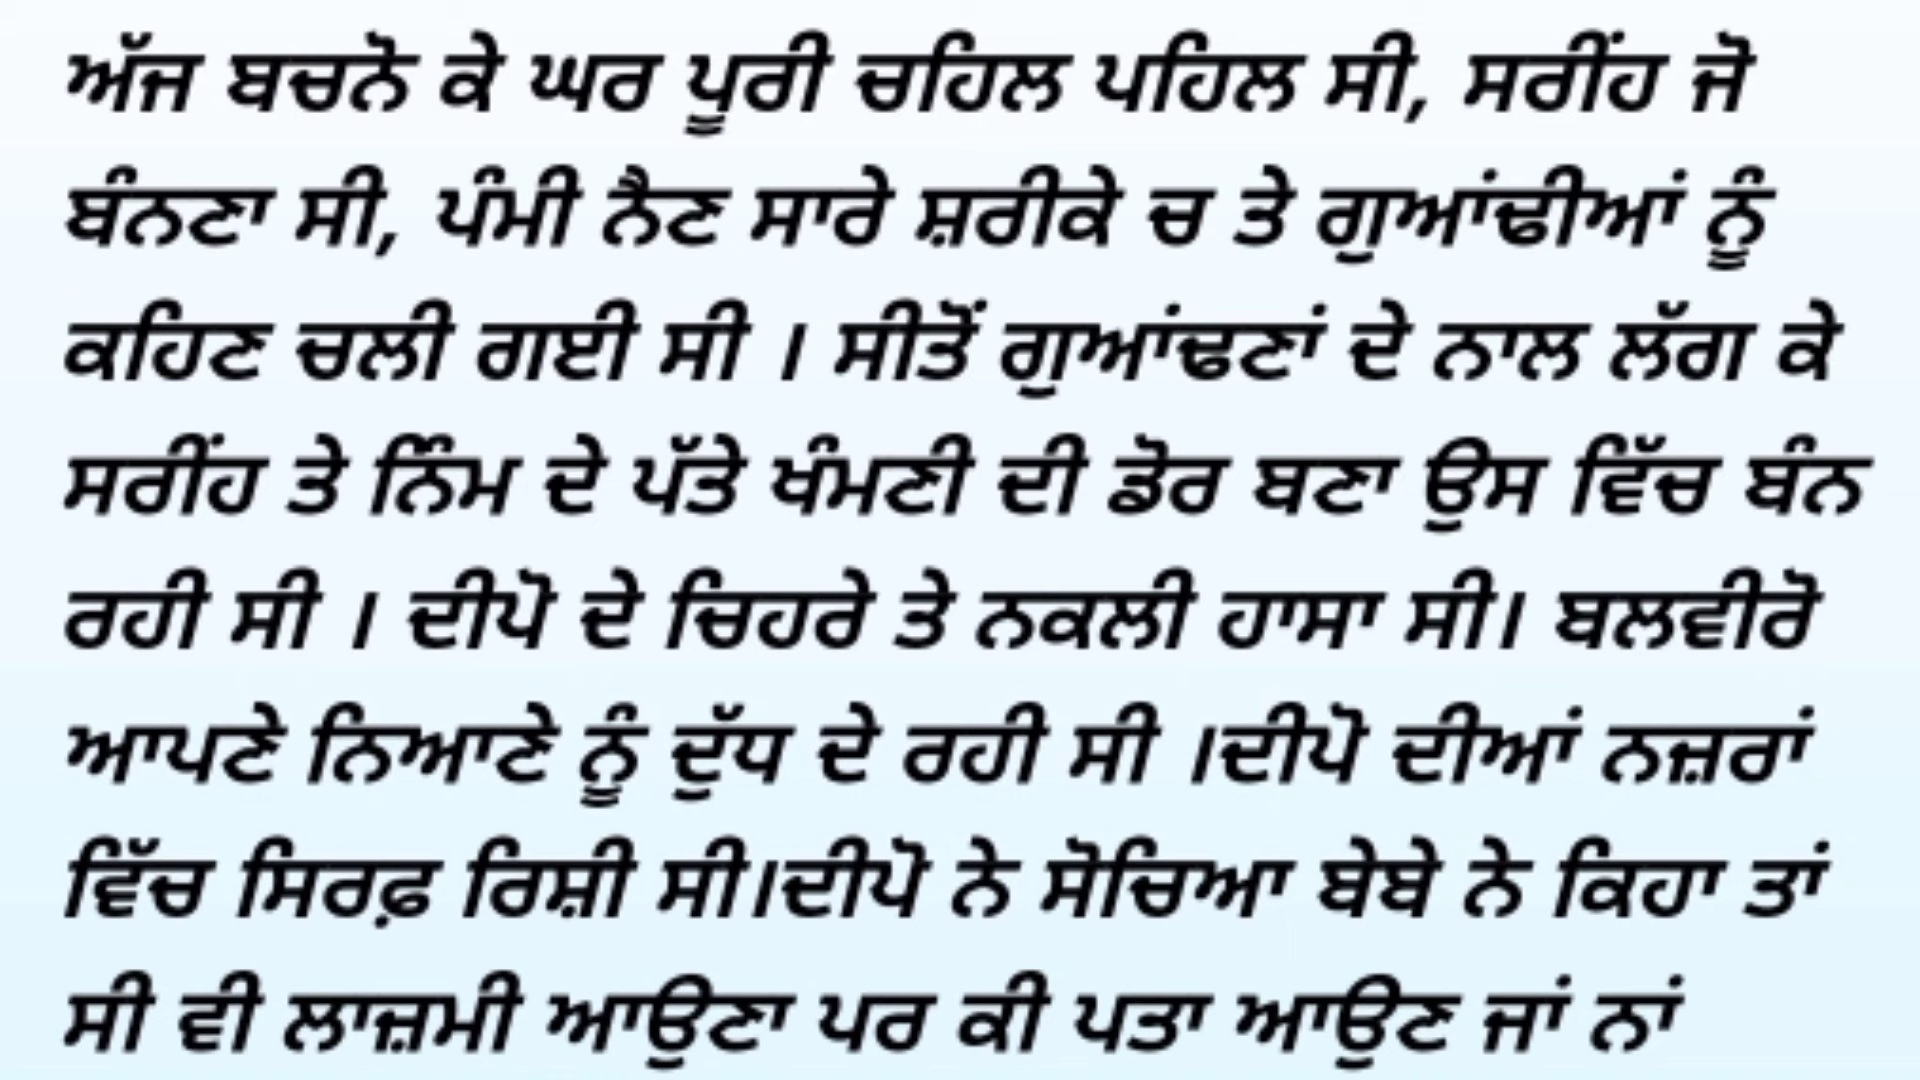 ਅੱਜ ਬਚਨੋ ਕੇ ਘਰ ਪੂਰੀ ਚਹਿਲ ਪਹਿਲ ਸੀ, ਸਰੀਂਹ ਜੋ
ਬੰਨਣਾ ਸੀ, ਪੰਮੀ ਨੈਣ ਸਾਰੇ ਸ਼ਰੀਕੇ ਚ ਤੇ ਗੁਆਂਢੀਆਂ ਨੂੰ
ਕਹਿਣ ਚਲੀ ਗਈ ਸੀ । ਸੀਤੋਂ ਗੁਆਂਢਣਾਂ ਦੇ ਨਾਲ ਲੱਗ ਕੇ
ਸਰੀਂਹ ਤੇ ਨਿੰਮ ਦੇ ਪੱਤੇ ਖੰਮਣੀ ਦੀ ਡੋਰ ਬਣਾ ਉਸ ਵਿੱਚ ਬੰਨ
ਰਹੀ ਸੀ । ਦੀਪੋ ਦੇ ਚਿਹਰੇ ਤੇ ਨਕਲੀ ਹਾਸਾ ਸੀ। ਬਲਵੀਰੋ
ਆਪਣੇ ਨਿਆਣੇ ਨੂੰ ਦੁੱਧ ਦੇ ਰਹੀ ਸੀ ।ਦੀਪੋ ਦੀਆਂ ਨਜ਼ਰਾਂ
ਵਿੱਚ ਸਿਰਫ਼ ਰਿਸ਼ੀ ਸੀ।ਦੀਪੋ ਨੇ ਸੋਚਿਆ ਬੇਬੇ ਨੇ ਕਿਹਾ ਤਾਂ
ਸੀ ਵੀ ਲਾਜ਼ਮੀ ਆਉਣਾ ਪਰ ਕੀ ਪਤਾ ਆਉਣ ਜਾਂ ਨਾਂ